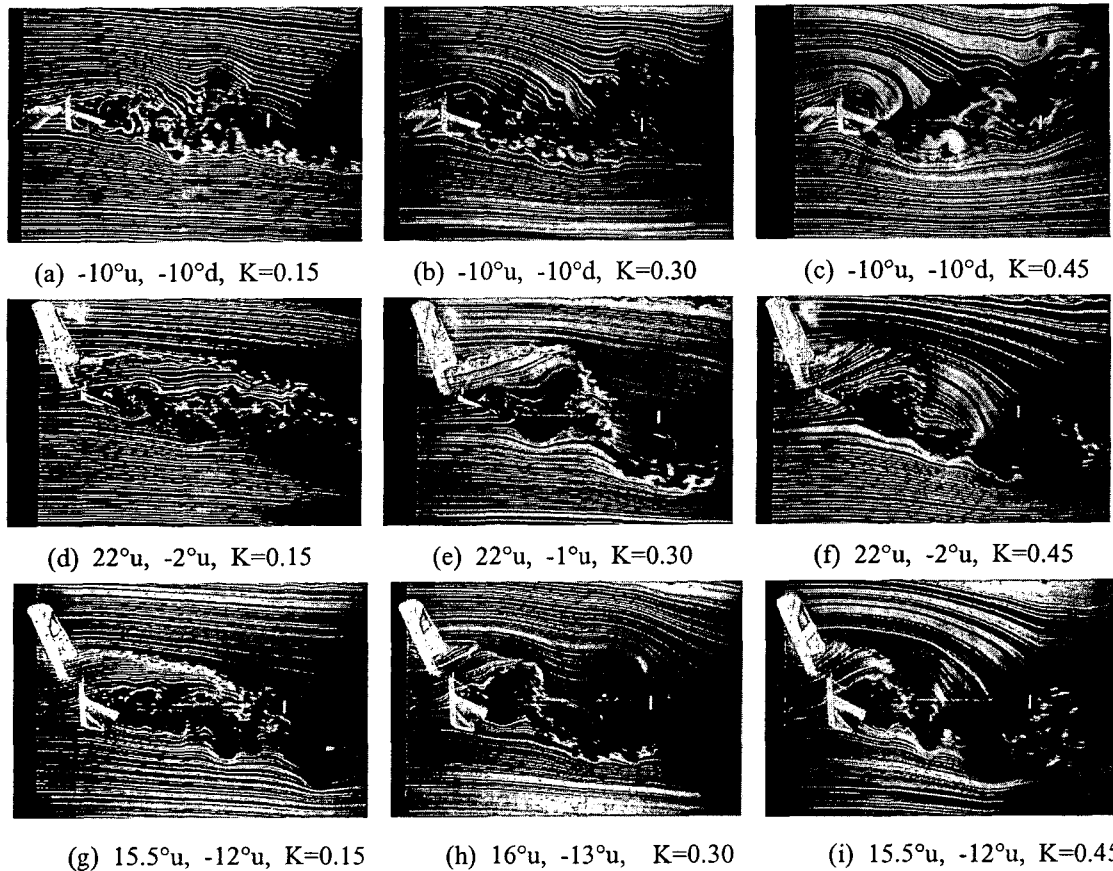 (a) -10°u, -10°d, K=0.15
(b) -10°u, -10°d, K=0.30
(c) -10°u, -10°d, K=0.45
(d) 22°u, -2°u, K=0.15
(e) 22°u, -1°u, K=0.30
(f) 22°u, -2°u, K=0.45
(g) 15.5°u, -12°u, K=0.15
(h) 16°u, -13°u, K=0.30
(i) 15.5°u, -12°u, K=0.45